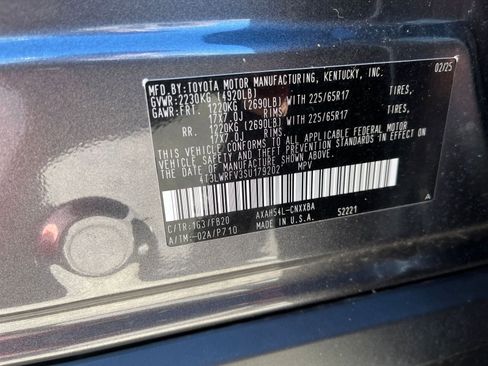 MFD.BY:TOYOTA MOTOR MANUFACTURING, KENTUCKY, INC. 02/25
GVWR:2230KG (4920LB)
GAWR:FRT. 1220KG (2690LB) WITH 225/65R17 TIRES,
17X7.0J RIMS,
RR. 1220KG (2690LB) WITH 225/65R17 TIRES,
17X7.0J RIMS,
THIS VEHICLE CONFORMS TO ALL APPLICABLE FEDERAL MOTOR
VEHICLE SAFETY AND THEFT PREVENTION STANDARDS IN EFFECT ON
THE DATE OF MANUFACTURE SHOWN ABOVE.
4T3LWRFV3SU179202 MPV
C/TR:1G3/FB20 AXAH54L-CNXXBA
A/TM:-02A/P710 MADE IN U.S.A. 52221